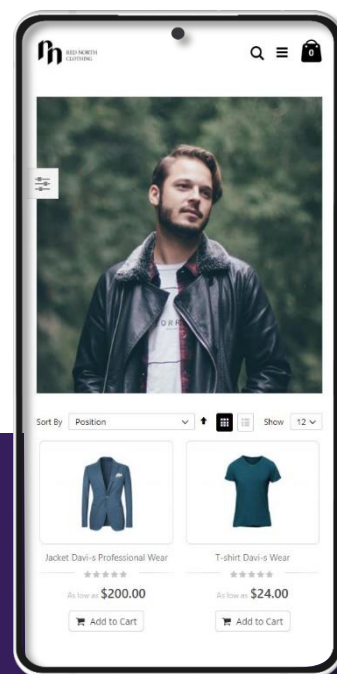 RED NORTH
CLOTHING
0
Sort By Position Show 12
Jacket Davi-s Professional Wear
T-shirt Davi-s Wear
As low as $200.00
As low as $24.00
Add to Cart
Add to Cart